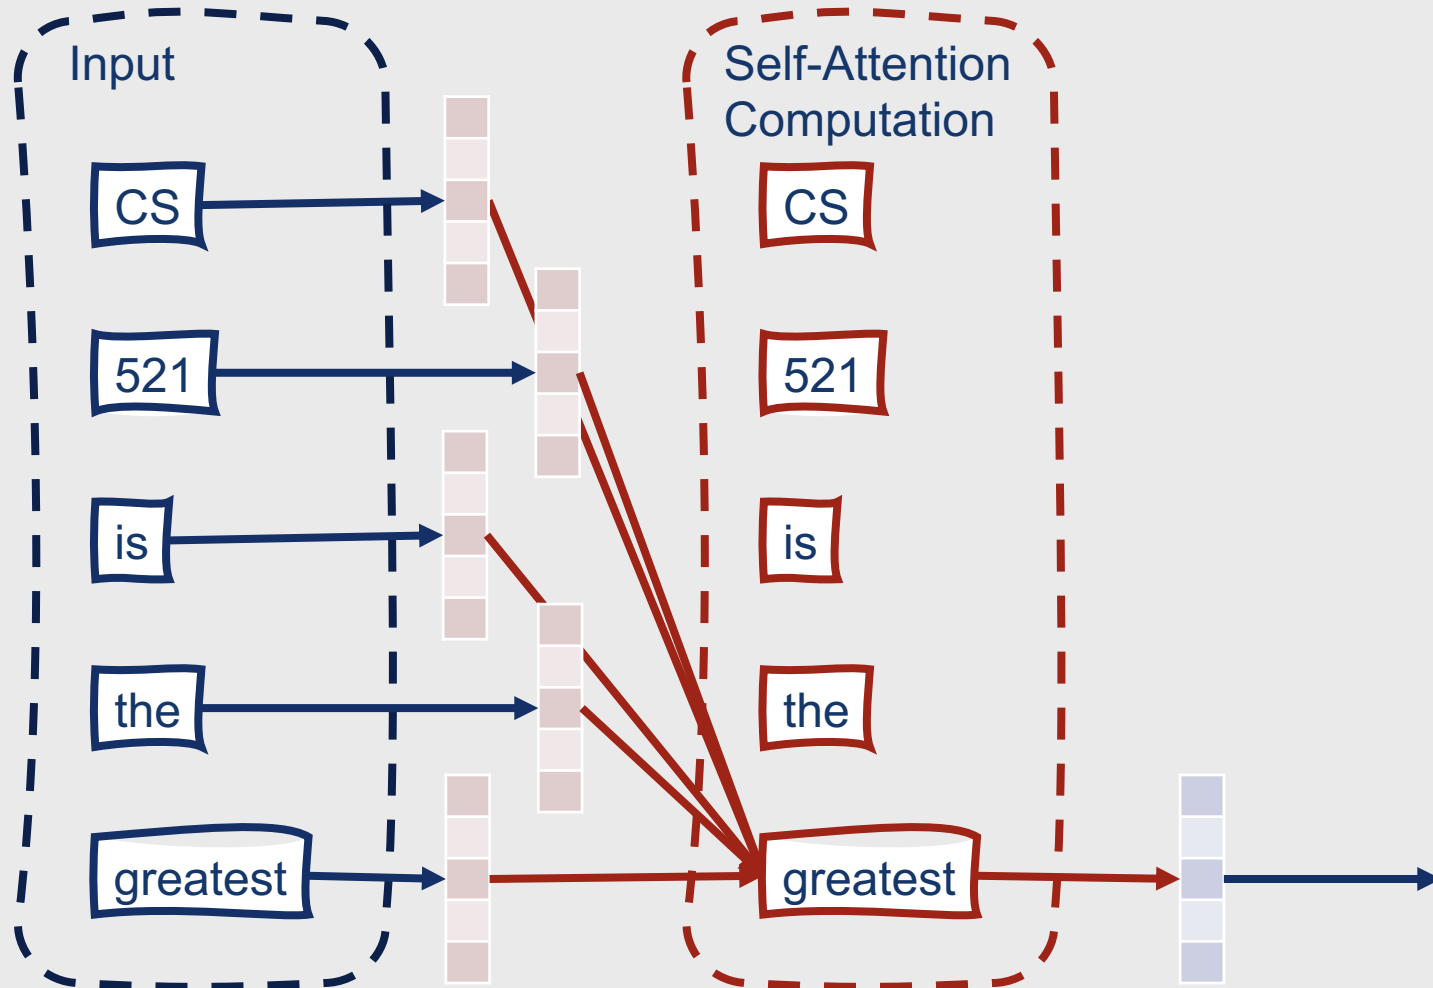 Input
CS
521
is
the
greatest
Self-Attention
Computation
CS
521
is
the
greatest